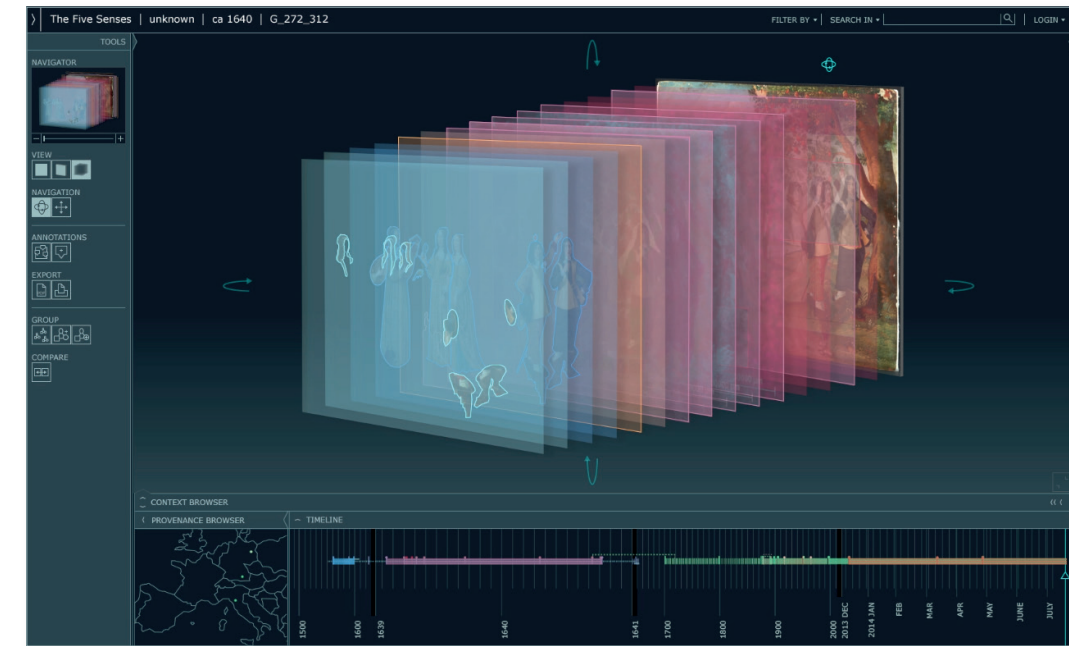 The Five Senses | unknown | ca 1640 | G_272_312
FILTER BY
SEARCH IN
LOGIN
TOOLS
NAVIGATOR
VIEW
NAVIGATION
ANNOTATIONS
EXPORT
GROUP
COMPARE
CONTEXT BROWSER
PROVENANCE BROWSER
TIMELINE
1500
1600
1639
1640
1641
1700
1800
1900
2000
2013 DEC
2014 JAN
FEB
MAR
APR
MAY
JUNE
JULY